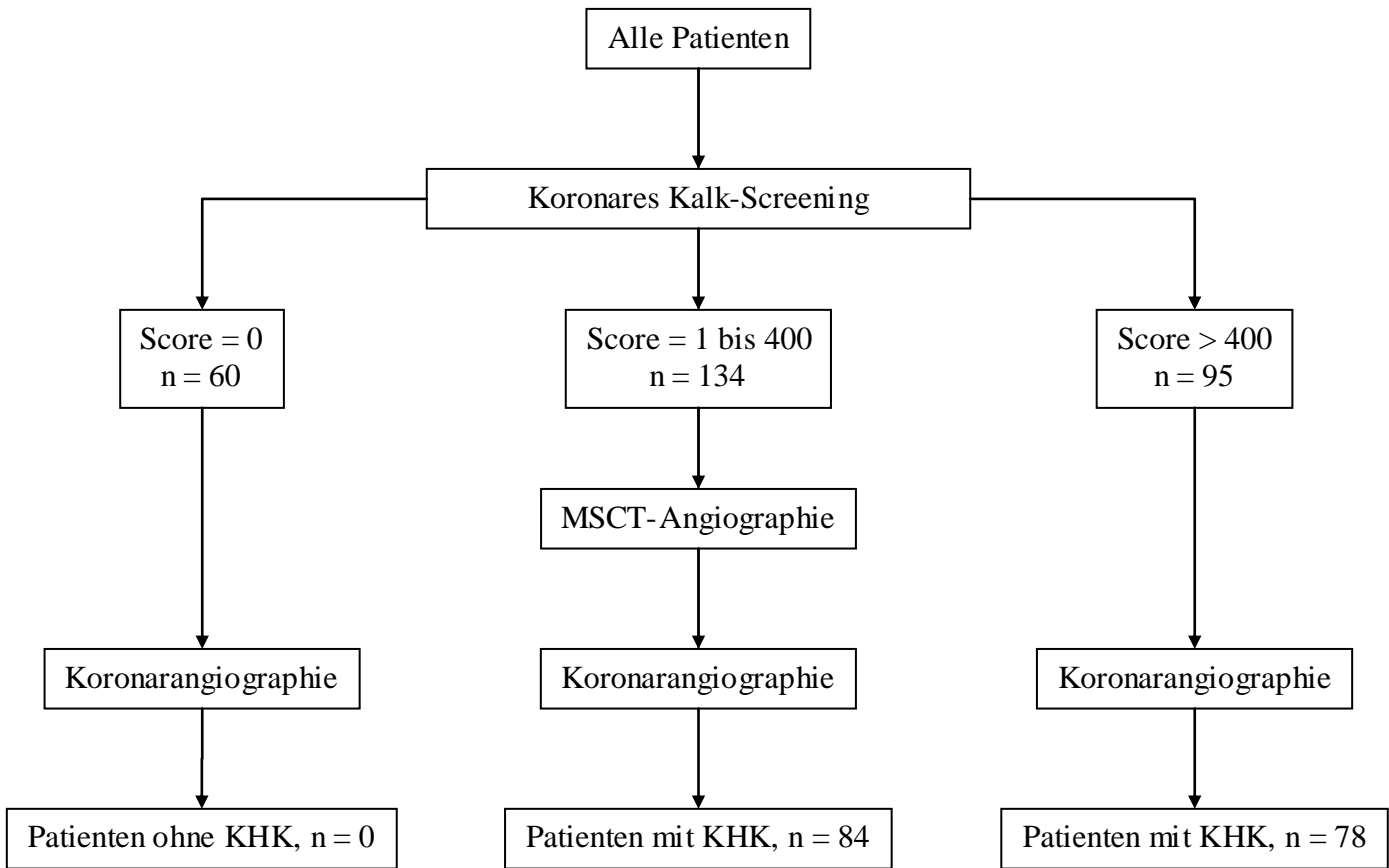 Alle Patienten
Koronares Kalk-Screening
Score = 0
n = 60
Score = 1 bis 400
n = 134
Score > 400
n = 95
MSCT-Angiographie
Koronarangiographie
Koronarangiographie
Koronarangiographie
Patienten ohne KHK, n = 0
Patienten mit KHK, n = 84
Patienten mit KHK, n = 78